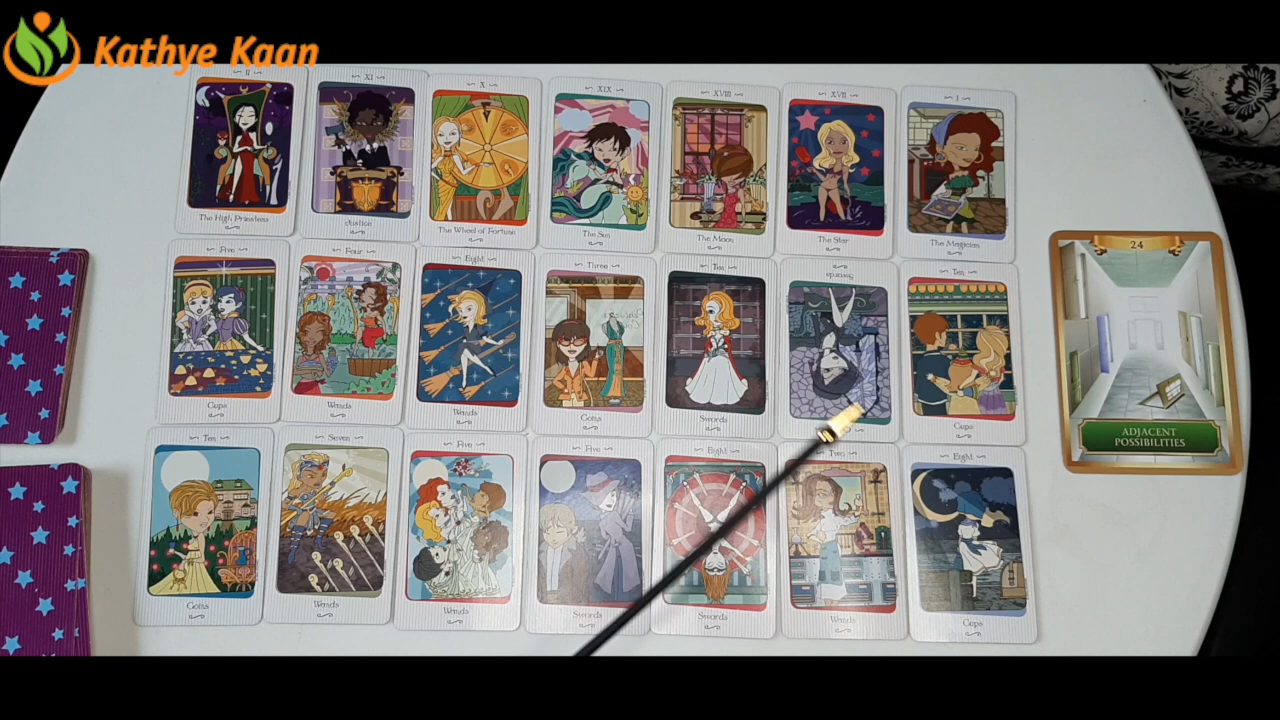 Kathye Kaan
II
XI
X
XIX
XVIII
XVII
I
The High Priestess
Justice
The Wheel of Fortune
The Sun
The Moon
The Star
The Magician
24
ADJACENT
POSSIBILITIES
Five
Four
Eight
Three
Ten
Swords
Ten
Cups
Wands
Wands
Coins
Swords
Cups
Ten
Seven
Five
Five
Eight
Two
Eight
Coins
Wands
Wands
Swords
Swords
Wands
Cups